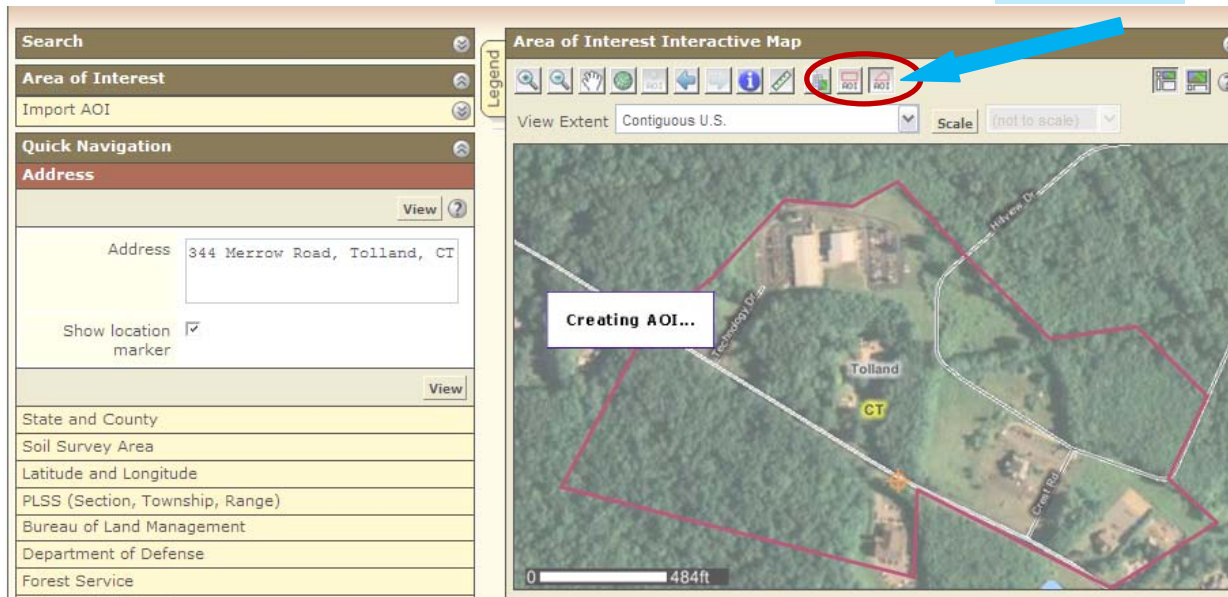 Search
Area of Interest
Import AOI
Quick Navigation
Address
View
Address
344 Merrow Road, Tolland, CT
Show location
marker
View
State and County
Soil Survey Area
Latitude and Longitude
PLSS (Section, Township, Range)
Bureau of Land Management
Department of Defense
Forest Service
Legend
Area of Interest Interactive Map
AOI
AOI
AOI
View Extent
Contiguous U.S.
Scale
(not to scale)
Hillview Dr
Creating AOI...
Technology Dr
Tolland
CT
Crest Rd
0
484ft